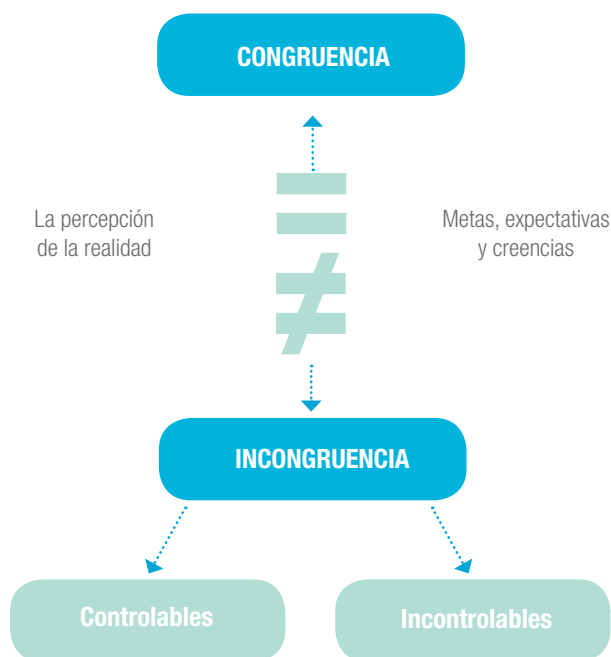 CONGRUENCIA
La percepción
de la realidad
=
≠
Metas, expectativas
y creencias
INCONGRUENCIA
Controlables
Incontrolables